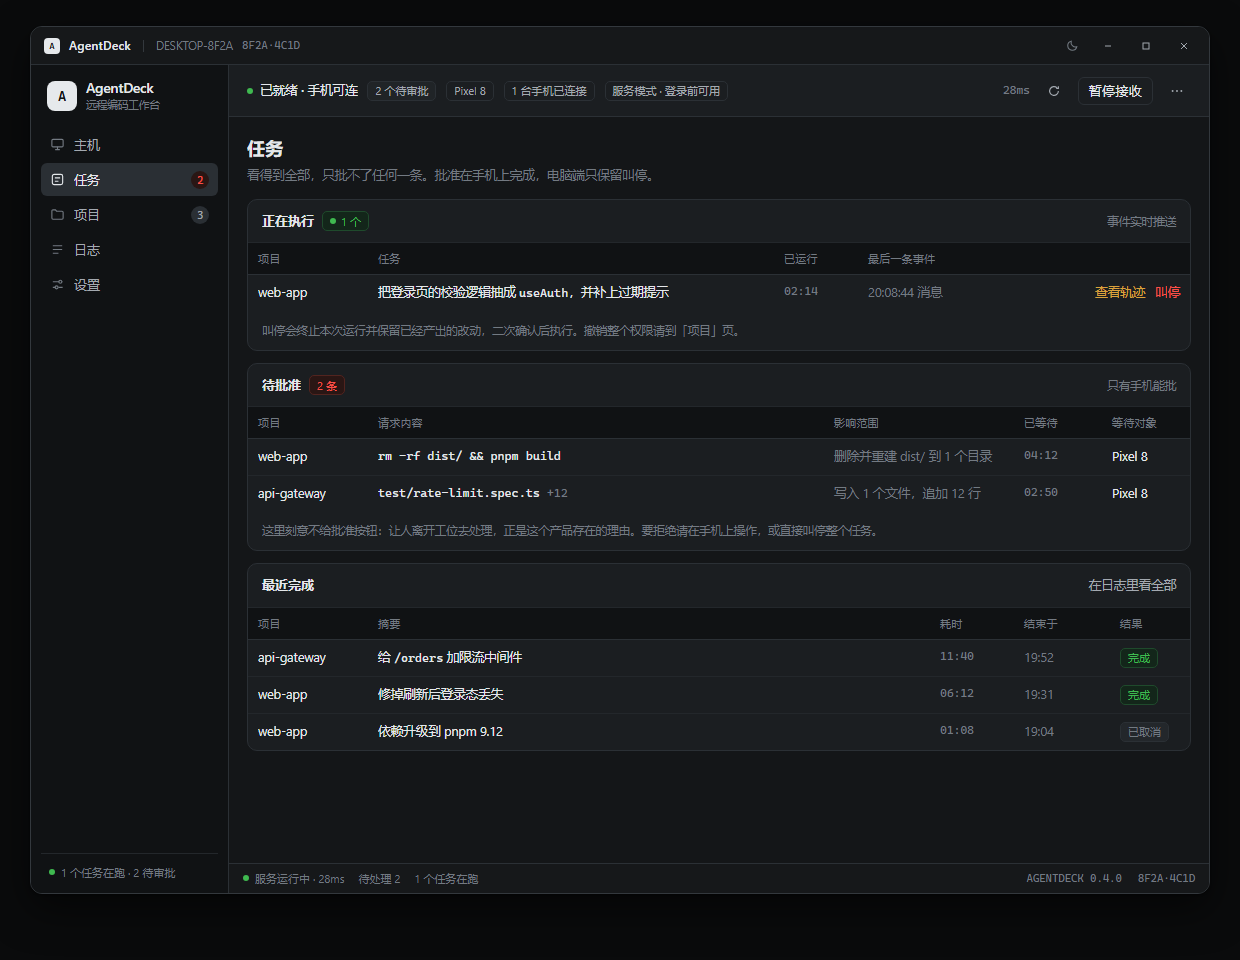 A AgentDeck DESKTOP-8F2A 8F2A·4C1D
A AgentDeck
远程编码工作台
主机
任务 2
项目 3
日志
设置
1 个任务在跑 · 2 待审批
已就绪 · 手机可连 2 个待审批 Pixel 8 1 台手机已连接 服务模式 · 登录前可用 28ms 暂停接收 ···
任务
看得到全部，只批不了任何一条。批准在手机上完成，电脑端只保留叫停。
正在执行 1 个 事件实时推送
项目 任务 已运行 最后一条事件
web-app 把登录页的校验逻辑抽成 useAuth，并补上过期提示 02:14 20:08:44 消息 查看轨迹 叫停
叫停会终止本次运行并保留已经产出的改动，二次确认后执行。撤销整个权限请到「项目」页。
待批准 2 条 只有手机能批
项目 请求内容 影响范围 已等待 等待对象
web-app rm -rf dist/ && pnpm build 删除并重建 dist/ 到 1 个目录 04:12 Pixel 8
api-gateway test/rate-limit.spec.ts +12 写入 1 个文件，追加 12 行 02:50 Pixel 8
这里刻意不给批准按钮：让人离开工位去处理，正是这个产品存在的理由。要拒绝请在手机上操作，或直接叫停整个任务。
最近完成 在日志里看全部
项目 摘要 耗时 结束于 结果
api-gateway 给 /orders 加限流中间件 11:40 19:52 完成
web-app 修掉刷新后登录态丢失 06:12 19:31 完成
web-app 依赖升级到 pnpm 9.12 01:08 19:04 已取消
服务运行中 · 28ms 待处理 2 1 个任务在跑 AGENTDECK 0.4.0 8F2A·4C1D